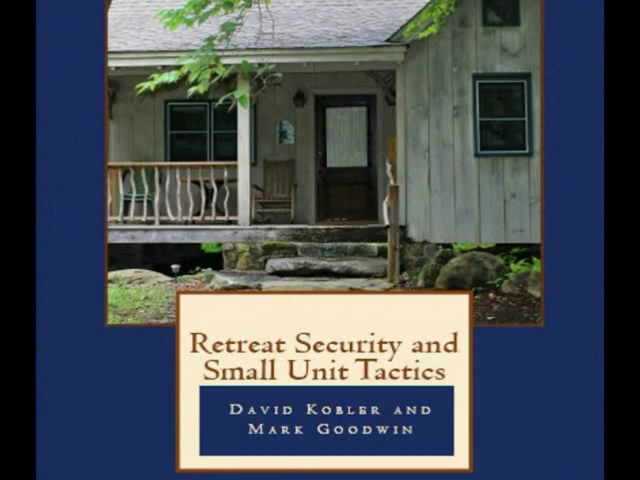 Retreat Security and
Small Unit Tactics
David Kobler and
Mark Goodwin